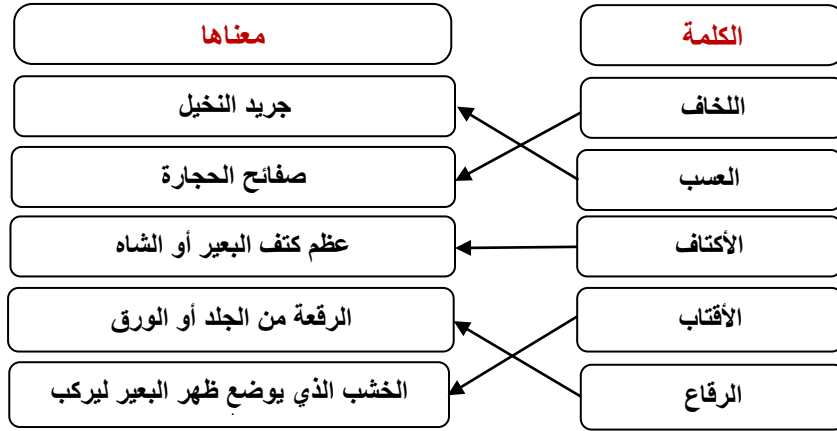 الكلمة
معناها
اللخاف
جريد النخيل
العسب
صفائح الحجارة
الأكتاف
عظم كتف البعير أو الشاه
الأقتاب
الرقعة من الجلد أو الورق
الرقاع
الخشب الذي يوضع ظهر البعير ليركب